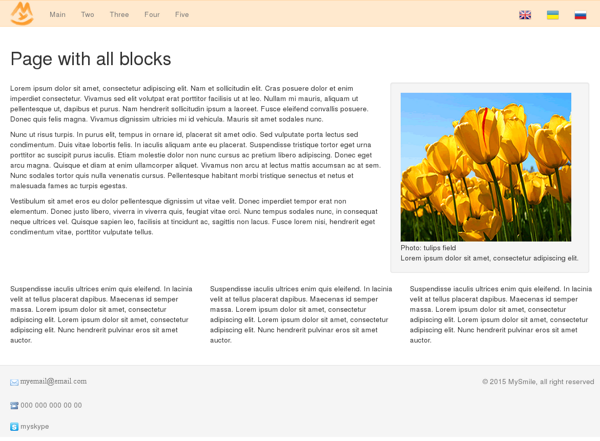 Main Two Three Four Five
Page with all blocks
Lorem ipsum dolor sit amet, consectetur adipiscing elit. Nam et sollicitudin elit. Cras posuere dolor et enim
imperdiet consectetur. Vivamus sed elit volutpat erat porttitor facilisis ut at leo. Nullam mi mauris, aliquam ut
pellentesque ut, dapibus et purus. Nam hendrerit sollicitudin ipsum a laoreet. Fusce eleifend convallis posuere.
Donec quis felis magna. Vivamus dignissim ultricies mi id vehicula. Mauris sit amet sodales nunc.
Nunc ut risus turpis. In purus elit, tempus in ornare id, placerat sit amet odio. Sed vulputate porta lectus sed
condimentum. Duis vitae lobortis felis. In iaculis aliquam ante eu placerat. Suspendisse tristique tortor eget urna
porttitor ac suscipit purus iaculis. Etiam molestie dolor non nunc cursus ac pretium libero adipiscing. Donec eget
arcu magna. Quisque et diam at enim ullamcorper aliquet. Vivamus non arcu at lectus mattis accumsan ac at sem.
Nunc sodales tortor quis nulla venenatis cursus. Pellentesque habitant morbi tristique senectus et netus et
malesuada fames ac turpis egestas.
Vestibulum sit amet eros eu dolor pellentesque dignissim ut vitae velit. Donec imperdiet tempor erat non
elementum. Donec justo libero, viverra in viverra quis, feugiat vitae orci. Nunc tempus sodales nunc, in consequat
neque ultrices vel. Quisque sapien leo, facilisis at tincidunt ac, sagittis non lacus. Fusce lorem nisi, hendrerit eget
condimentum vitae, porttitor vulputate tellus.
Photo: tulips field
Lorem ipsum dolor sit amet, consectetur adipiscing elit.
Suspendisse iaculis ultrices enim quis eleifend. In lacinia
velit at tellus placerat dapibus. Maecenas id semper
massa. Lorem ipsum dolor sit amet, consectetur
adipiscing elit. Lorem ipsum dolor sit amet, consectetur
adipiscing elit. Nunc hendrerit pulvinar eros sit amet
auctor.
Suspendisse iaculis ultrices enim quis eleifend. In lacinia
velit at tellus placerat dapibus. Maecenas id semper
massa. Lorem ipsum dolor sit amet, consectetur
adipiscing elit. Lorem ipsum dolor sit amet, consectetur
adipiscing elit. Nunc hendrerit pulvinar eros sit amet
auctor.
Suspendisse iaculis ultrices enim quis eleifend. In lacinia
velit at tellus placerat dapibus. Maecenas id semper
massa. Lorem ipsum dolor sit amet, consectetur
adipiscing elit. Lorem ipsum dolor sit amet, consectetur
adipiscing elit. Nunc hendrerit pulvinar eros sit amet
auctor.
myemail@email.com
© 2015 MySmile, all right reserved
000 000 000 00 00
myskype